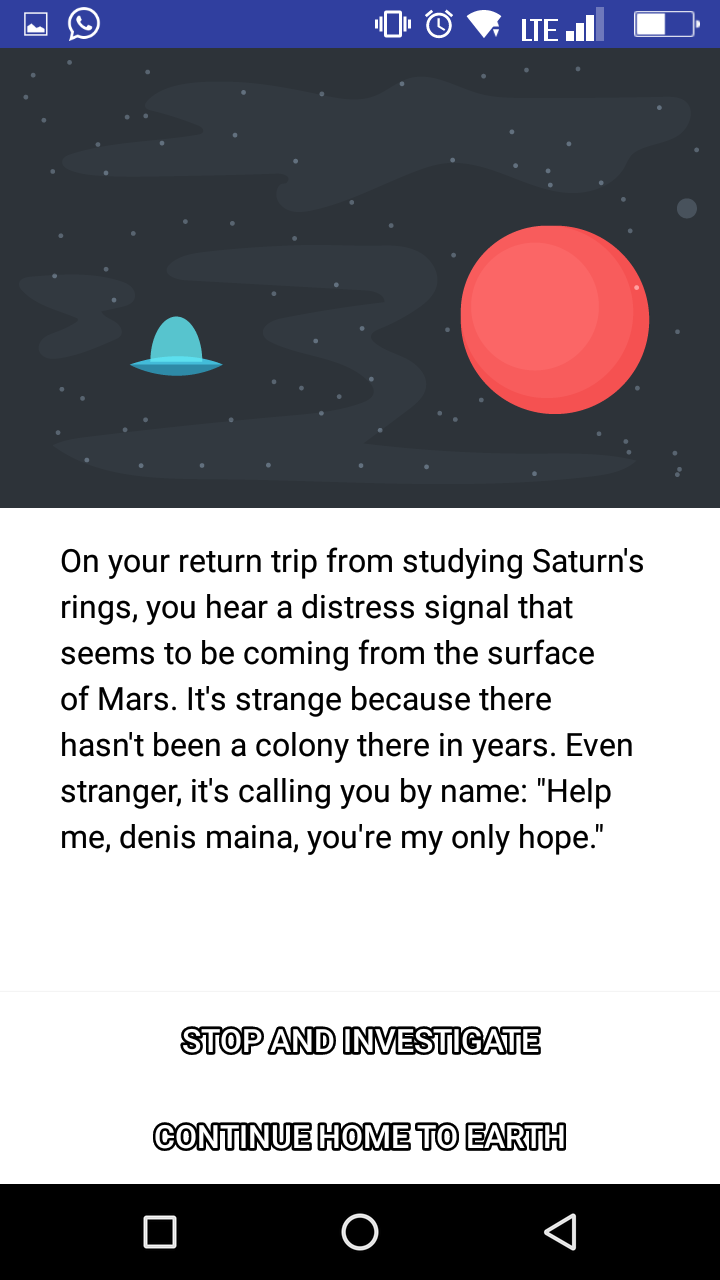 LTE
On your return trip from studying Saturn's
rings, you hear a distress signal that
seems to be coming from the surface
of Mars. It's strange because there
hasn't been a colony there in years. Even
stranger, it's calling you by name: "Help
me, denis maina, you're my only hope."
STOP AND INVESTIGATE
CONTINUE HOME TO EARTH